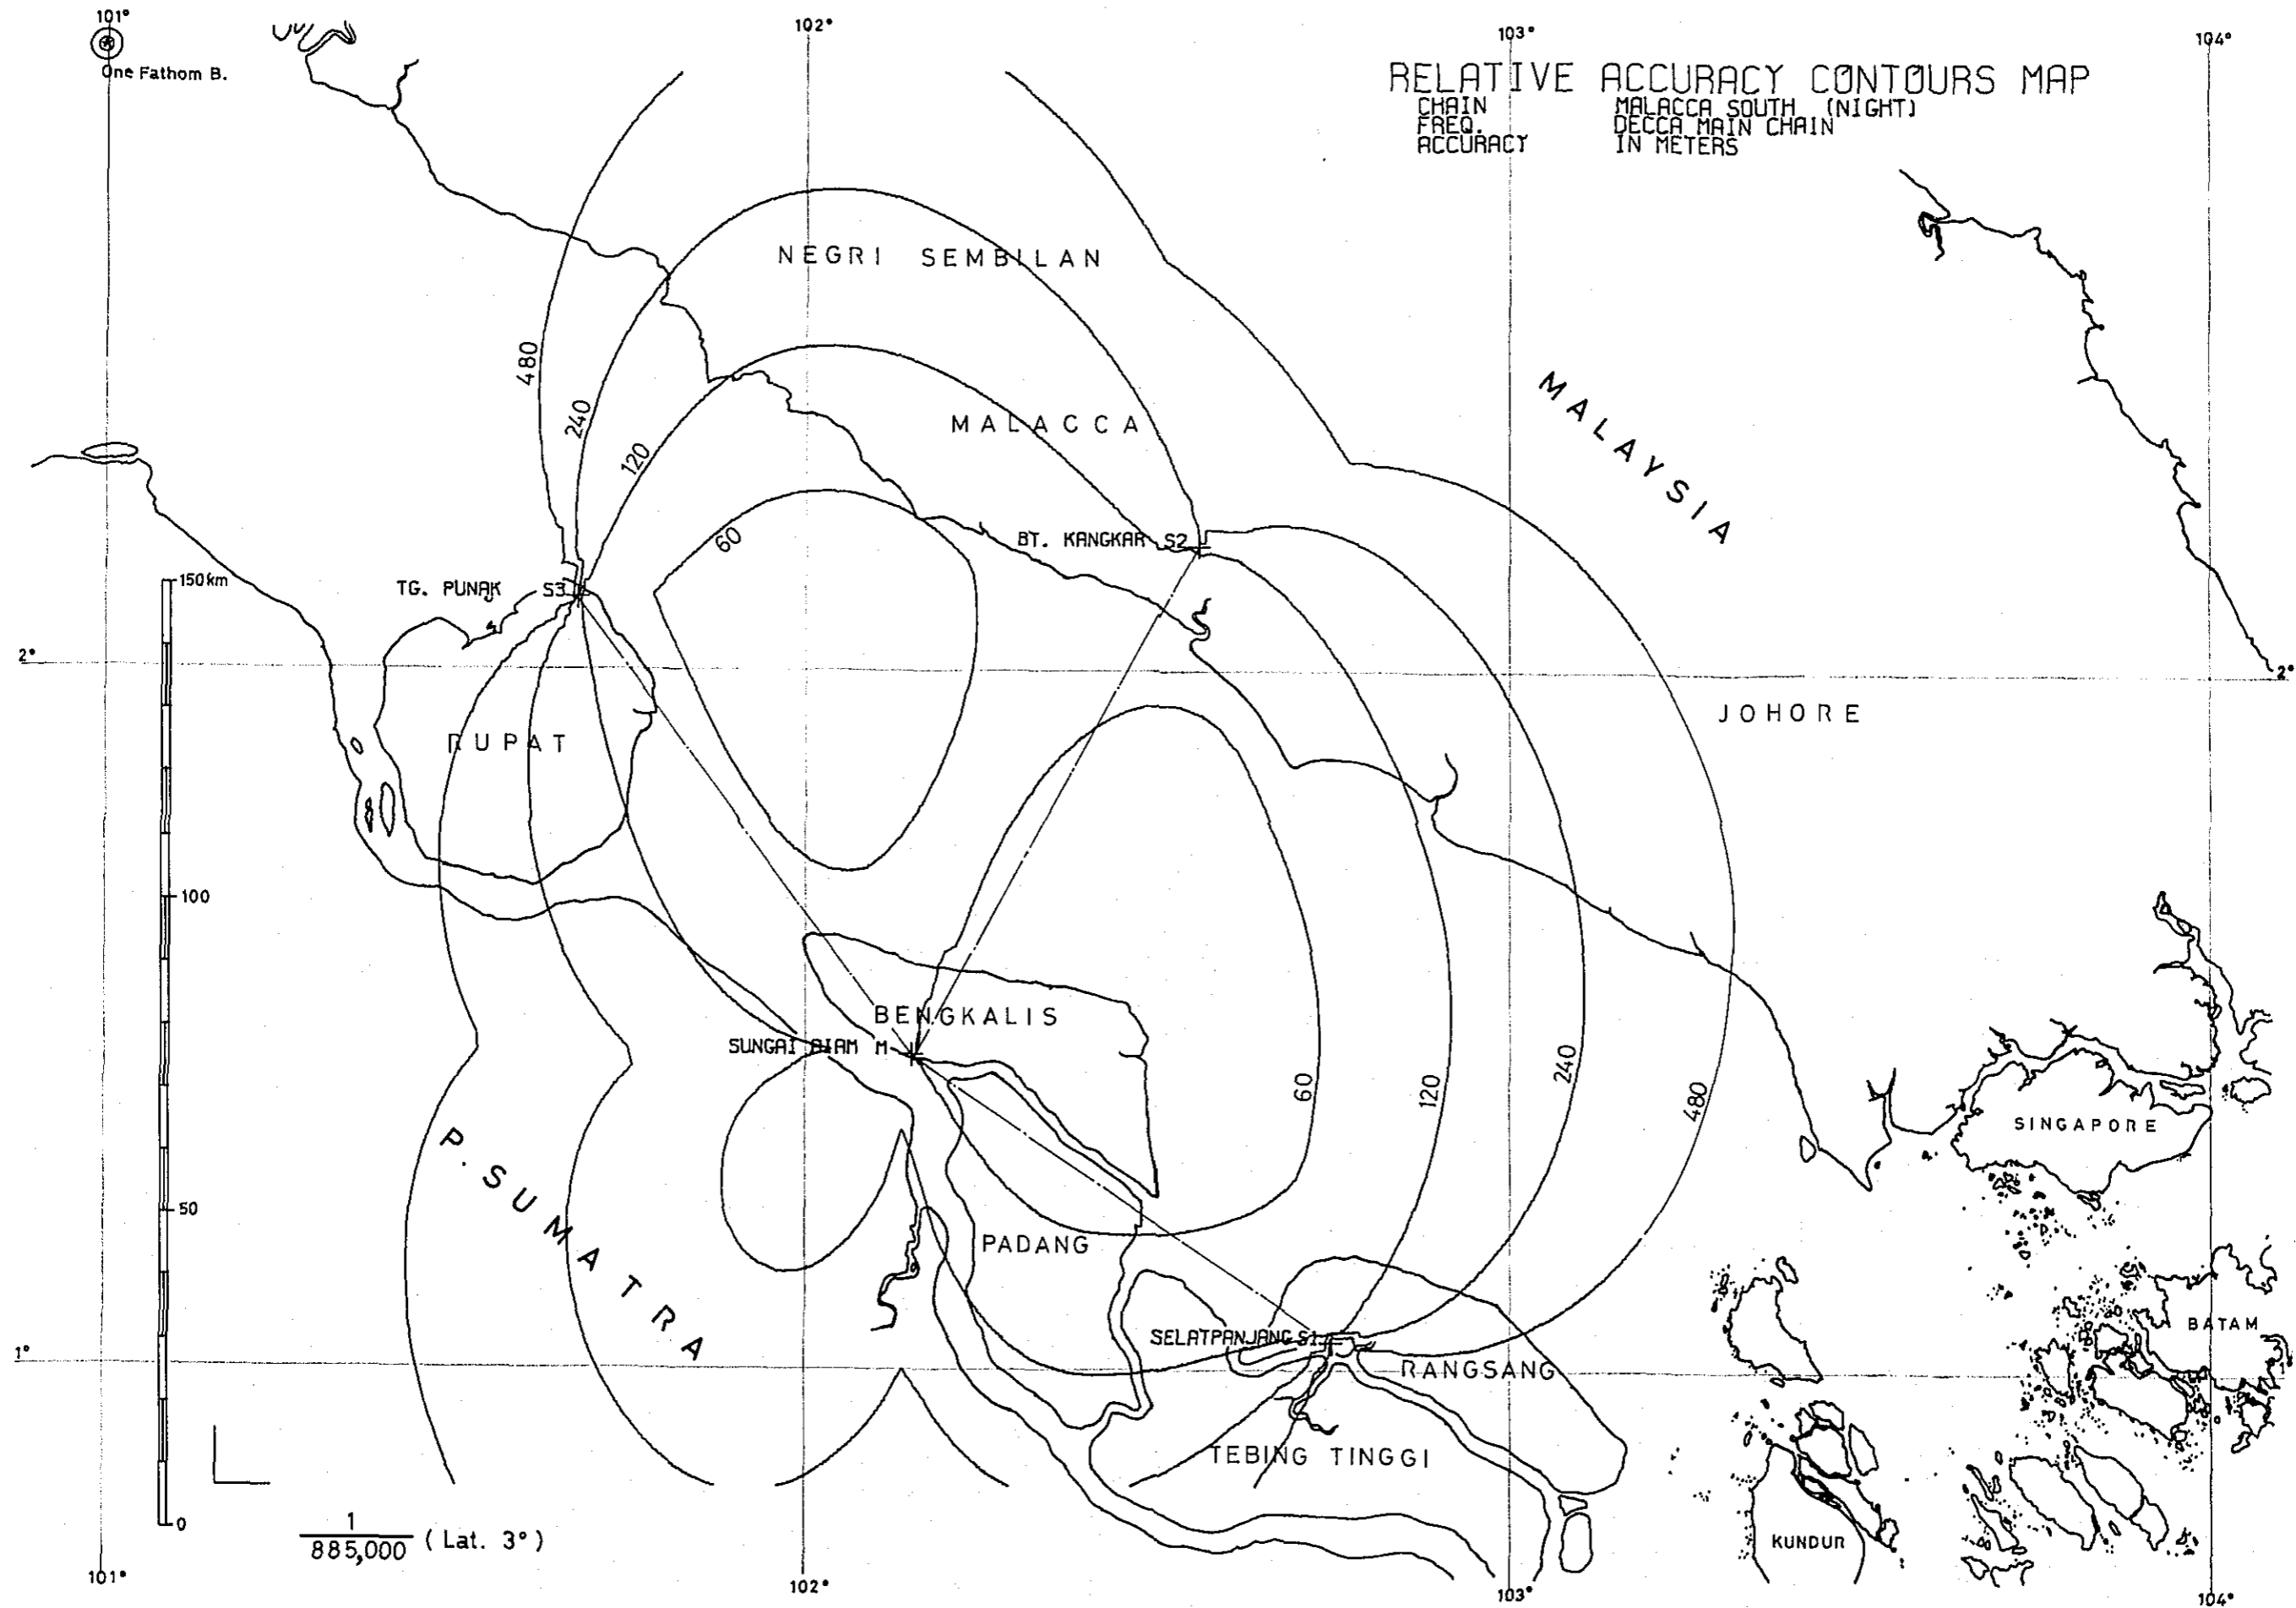 101°
102°
103°
104°
One Fathom B.
RELATIVE ACCURACY CONTOURS MAP
CHAIN MALACCA SOUTH (NIGHT)
FREQ. DECCA MAIN CHAIN
ACCURACY IN METERS
NEGRI SEMBILAN
480
240
120
MALACCA
MALAYSIA
60
BT. KANGKAR S2
150km
TG. PUNAK S3
2°
2°
JOHORE
RUPAT
100
BENGKALIS
SUNGAI SIAM M
60
120
240
480
SINGAPORE
P. SUMATRA
50
PADANG
BATAM
SELATPANJANG S1
1°
1°
RANGSANG
TEBING TINGGI
0
1
885,000 (Lat. 3°)
KUNDUR
101°
102°
103°
104°